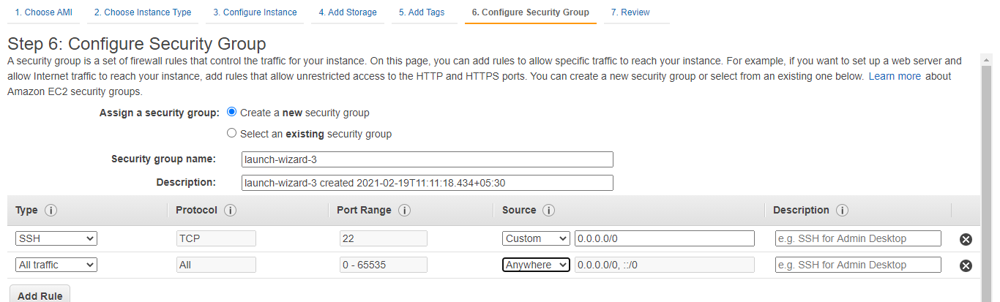 1. Choose AMI 2. Choose Instance Type 3. Configure Instance 4. Add Storage 5. Add Tags 6. Configure Security Group 7. Review
Step 6: Configure Security Group
A security group is a set of firewall rules that control the traffic for your instance. On this page, you can add rules to allow specific traffic to reach your instance. For example, if you want to set up a web server and
allow Internet traffic to reach your instance, add rules that allow unrestricted access to the HTTP and HTTPS ports. You can create a new security group or select from an existing one below. Learn more about
Amazon EC2 security groups.
Assign a security group: Create a new security group
Select an existing security group
Security group name: launch-wizard-3
Description: launch-wizard-3 created 2021-02-19T11:11:18.434+05:30
Type i Protocol i Port Range i Source i Description i
SSH TCP 22 Custom 0.0.0.0/0 e.g. SSH for Admin Desktop
All traffic All 0 - 65535 Anywhere 0.0.0.0/0, ::/0 e.g. SSH for Admin Desktop
Add Rule